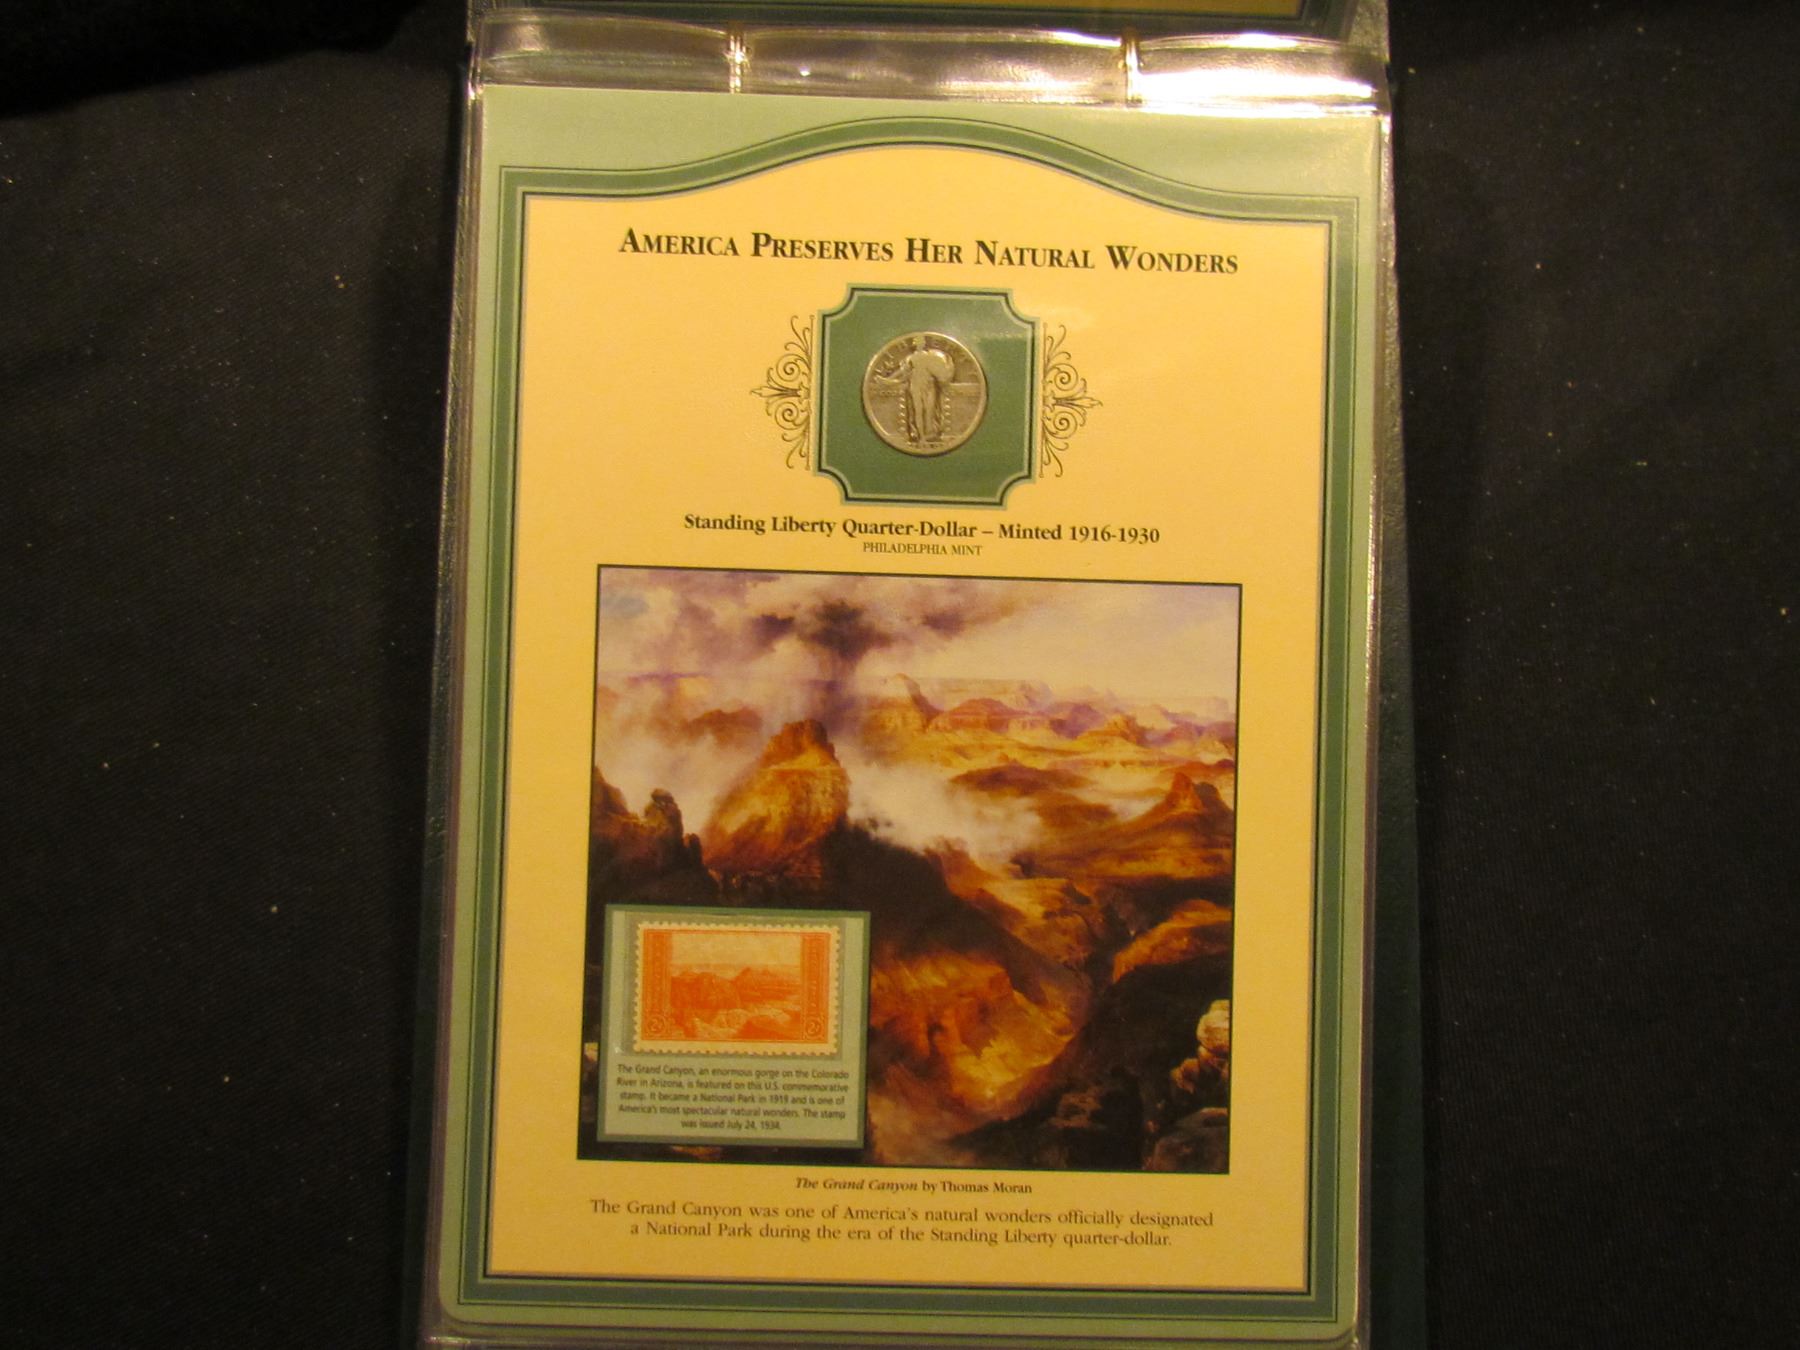 AMERICA PRESERVES HER NATURAL WONDERS
Standing Liberty Quarter-Dollar – Minted 1916-1930
PHILADELPHIA MINT
The Grand Canyon, an enormous gorge on the Colorado
River in Arizona, is featured on this U.S. commemorative
stamp. It became a National Park in 1919 and is one of
America's most spectacular natural wonders. The stamp
was issued July 24, 1934.
The Grand Canyon by Thomas Moran
The Grand Canyon was one of America's natural wonders officially designated
a National Park during the era of the Standing Liberty quarter-dollar.